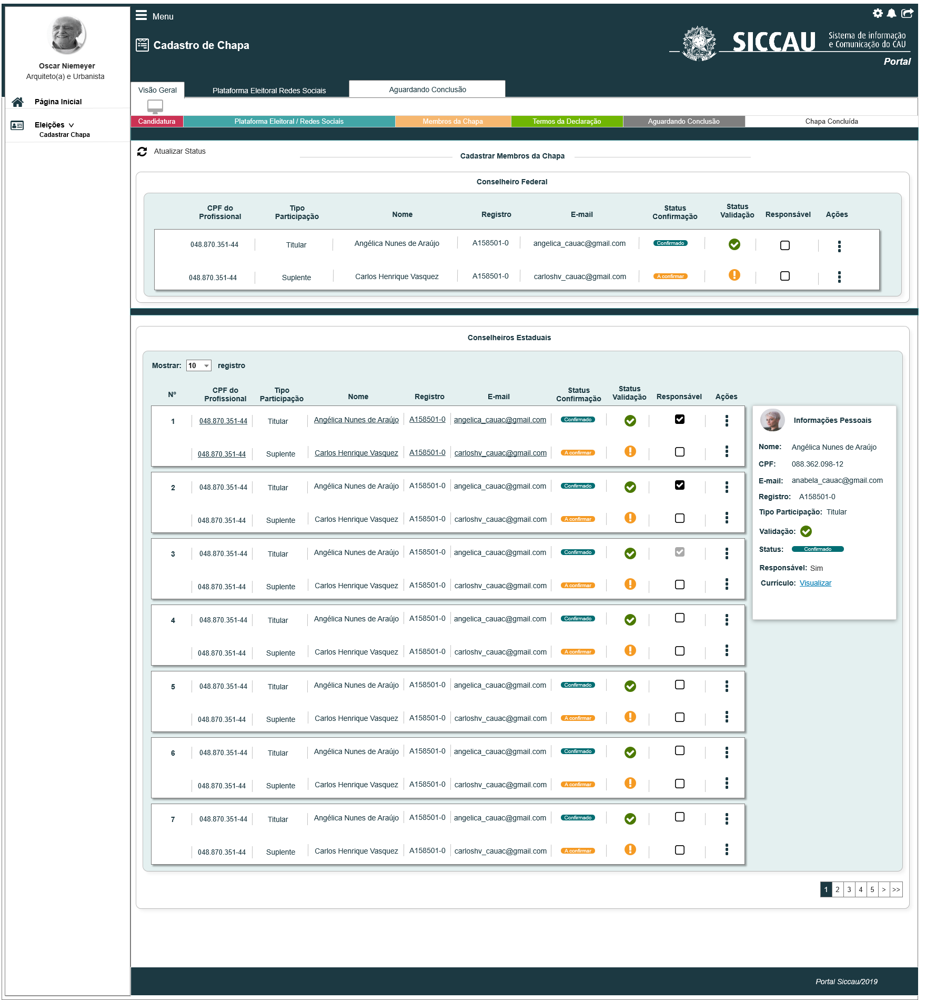 Oscar Niemeyer
Arquiteto(a) e Urbanista
Página Inicial
Eleições
Cadastrar Chapa
Menu
Cadastro de Chapa
SICCAU Sistema de informação e Comunicação do CAU
Portal
Visão Geral Plataforma Eleitoral Redes Sociais Aguardando Conclusão
Candidatura Plataforma Eleitoral / Redes Sociais Membros da Chapa Termos da Declaração Aguardando Conclusão Chapa Concluída
Atualizar Status
Cadastrar Membros da Chapa
Conselheiro Federal
CPF do Profissional Tipo Participação Nome Registro E-mail Status Confirmação Status Validação Responsável Ações
048.870.351-44 Titular Angélica Nunes de Araújo A158501-0 angelica_cauac@gmail.com Confirmado
048.870.351-44 Suplente Carlos Henrique Vasquez A158501-0 carloshv_cauac@gmail.com A confirmar
Conselheiros Estaduais
Mostrar: 10 registro
Nº CPF do Profissional Tipo Participação Nome Registro E-mail Status Confirmação Status Validação Responsável Ações
1 048.870.351-44 Titular Angélica Nunes de Araújo A158501-0 angelica_cauac@gmail.com Confirmado
048.870.351-44 Suplente Carlos Henrique Vasquez A158501-0 carloshv_cauac@gmail.com A confirmar
2 048.870.351-44 Titular Angélica Nunes de Araújo A158501-0 angelica_cauac@gmail.com Confirmado
048.870.351-44 Suplente Carlos Henrique Vasquez A158501-0 carloshv_cauac@gmail.com A confirmar
3 048.870.351-44 Titular Angélica Nunes de Araújo A158501-0 angelica_cauac@gmail.com Confirmado
048.870.351-44 Suplente Carlos Henrique Vasquez A158501-0 carloshv_cauac@gmail.com A confirmar
4 048.870.351-44 Titular Angélica Nunes de Araújo A158501-0 angelica_cauac@gmail.com Confirmado
048.870.351-44 Suplente Carlos Henrique Vasquez A158501-0 carloshv_cauac@gmail.com A confirmar
5 048.870.351-44 Titular Angélica Nunes de Araújo A158501-0 angelica_cauac@gmail.com Confirmado
048.870.351-44 Suplente Carlos Henrique Vasquez A158501-0 carloshv_cauac@gmail.com A confirmar
6 048.870.351-44 Titular Angélica Nunes de Araújo A158501-0 angelica_cauac@gmail.com Confirmado
048.870.351-44 Suplente Carlos Henrique Vasquez A158501-0 carloshv_cauac@gmail.com A confirmar
7 048.870.351-44 Titular Angélica Nunes de Araújo A158501-0 angelica_cauac@gmail.com Confirmado
048.870.351-44 Suplente Carlos Henrique Vasquez A158501-0 carloshv_cauac@gmail.com A confirmar
Informações Pessoais
Nome: Angélica Nunes de Araújo
CPF: 088.362.098-12
E-mail: anabela_cauac@gmail.com
Registro: A158501-0
Tipo Participação: Titular
Validação:
Status: Confirmado
Responsável: Sim
Currículo: Visualizar
1 2 3 4 5 > >>
Portal Siccau/2019